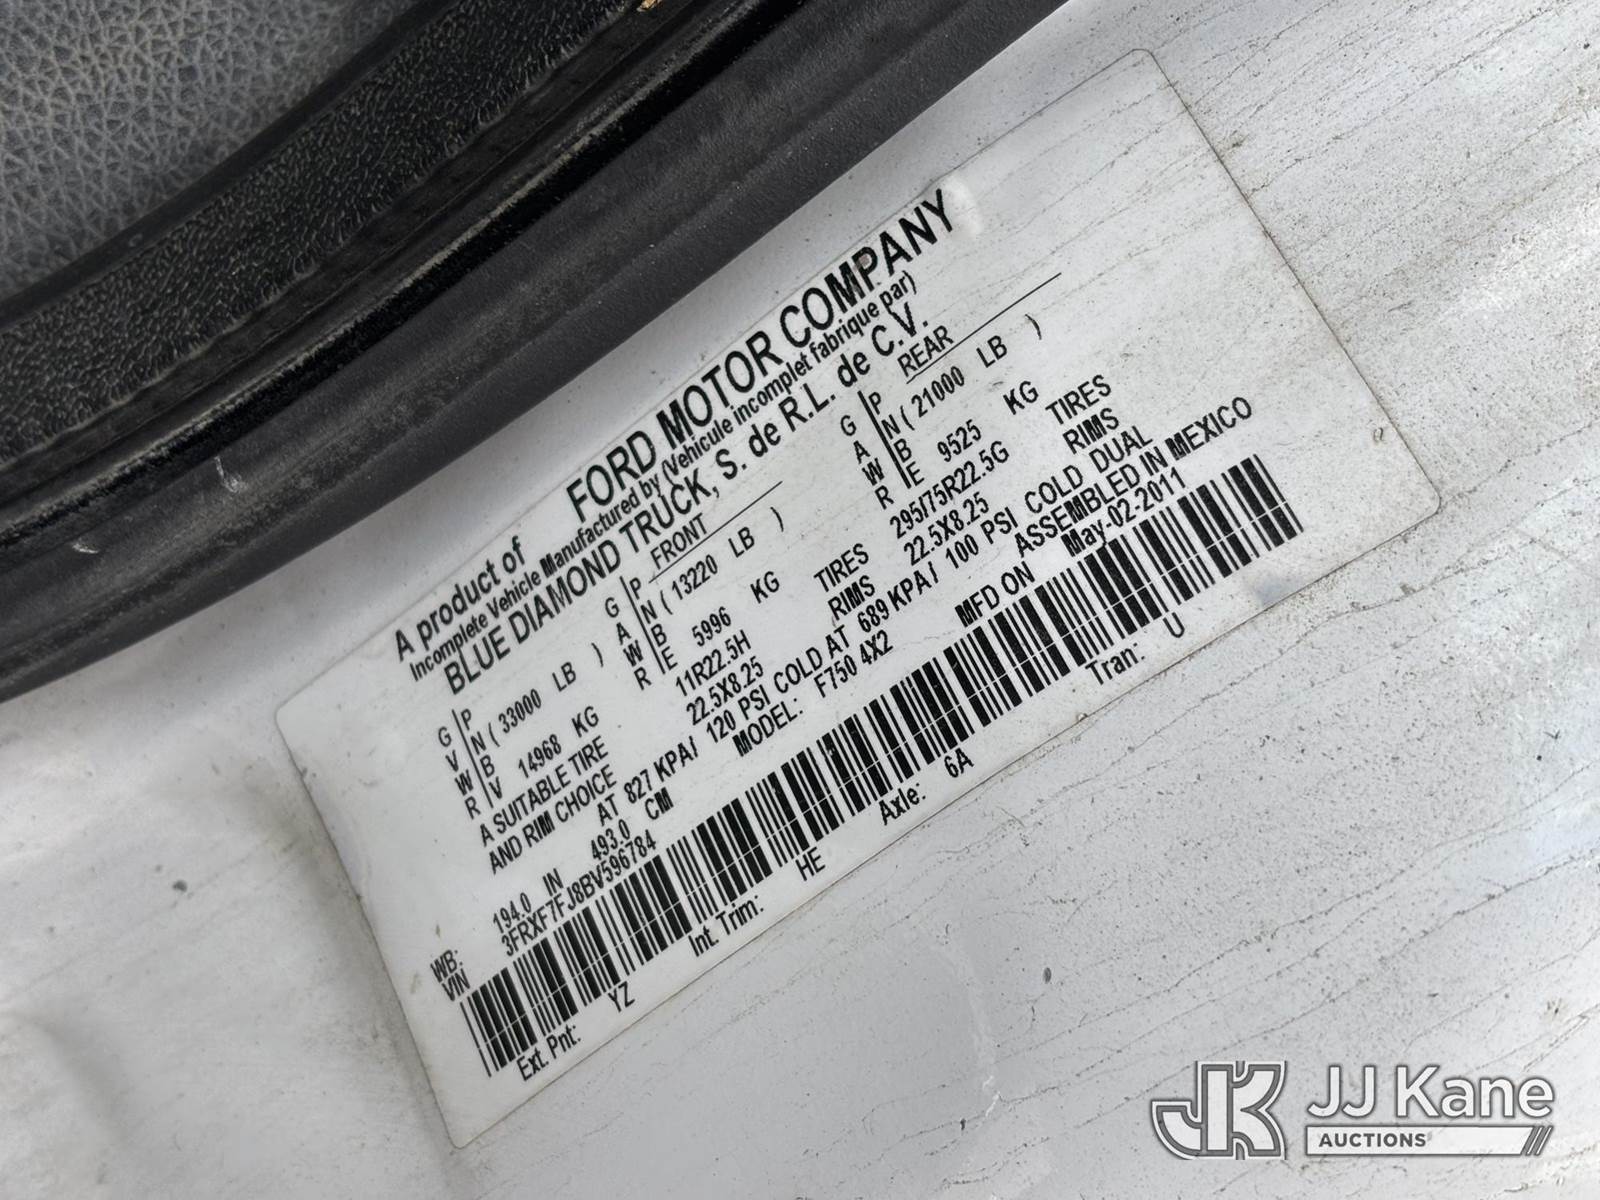 A product of FORD MOTOR COMPANY
Incomplete Vehicle Manufactured by (Vehicule incomplet fabrique par)
BLUE DIAMOND TRUCK, S. de R.L. de C.V.
FRONT REAR
G P G P G P
V N ( 33000 LB ) A N ( 13220 LB ) A N ( 21000 LB )
W B W B W B
R V 14968 KG R E 5996 KG R E 9525 KG
A SUITABLE TIRE 11R22.5H TIRES 295/75R22.5G TIRES
AND RIM CHOICE 22.5X8.25 RIMS 22.5X8.25 RIMS
AT 827 KPA/ 120 PSI COLD AT 689 KPA/ 100 PSI COLD DUAL
WB: 194.0 IN 493.0 CM MODEL: F750 4X2 ASSEMBLED IN MEXICO
VIN 3FRXF7FJ8BV596784 MFD ON May-02-2011
Ext. Pnt: YZ Int. Trim: HE Axle: 6A Tran: U
JJ Kane
AUCTIONS